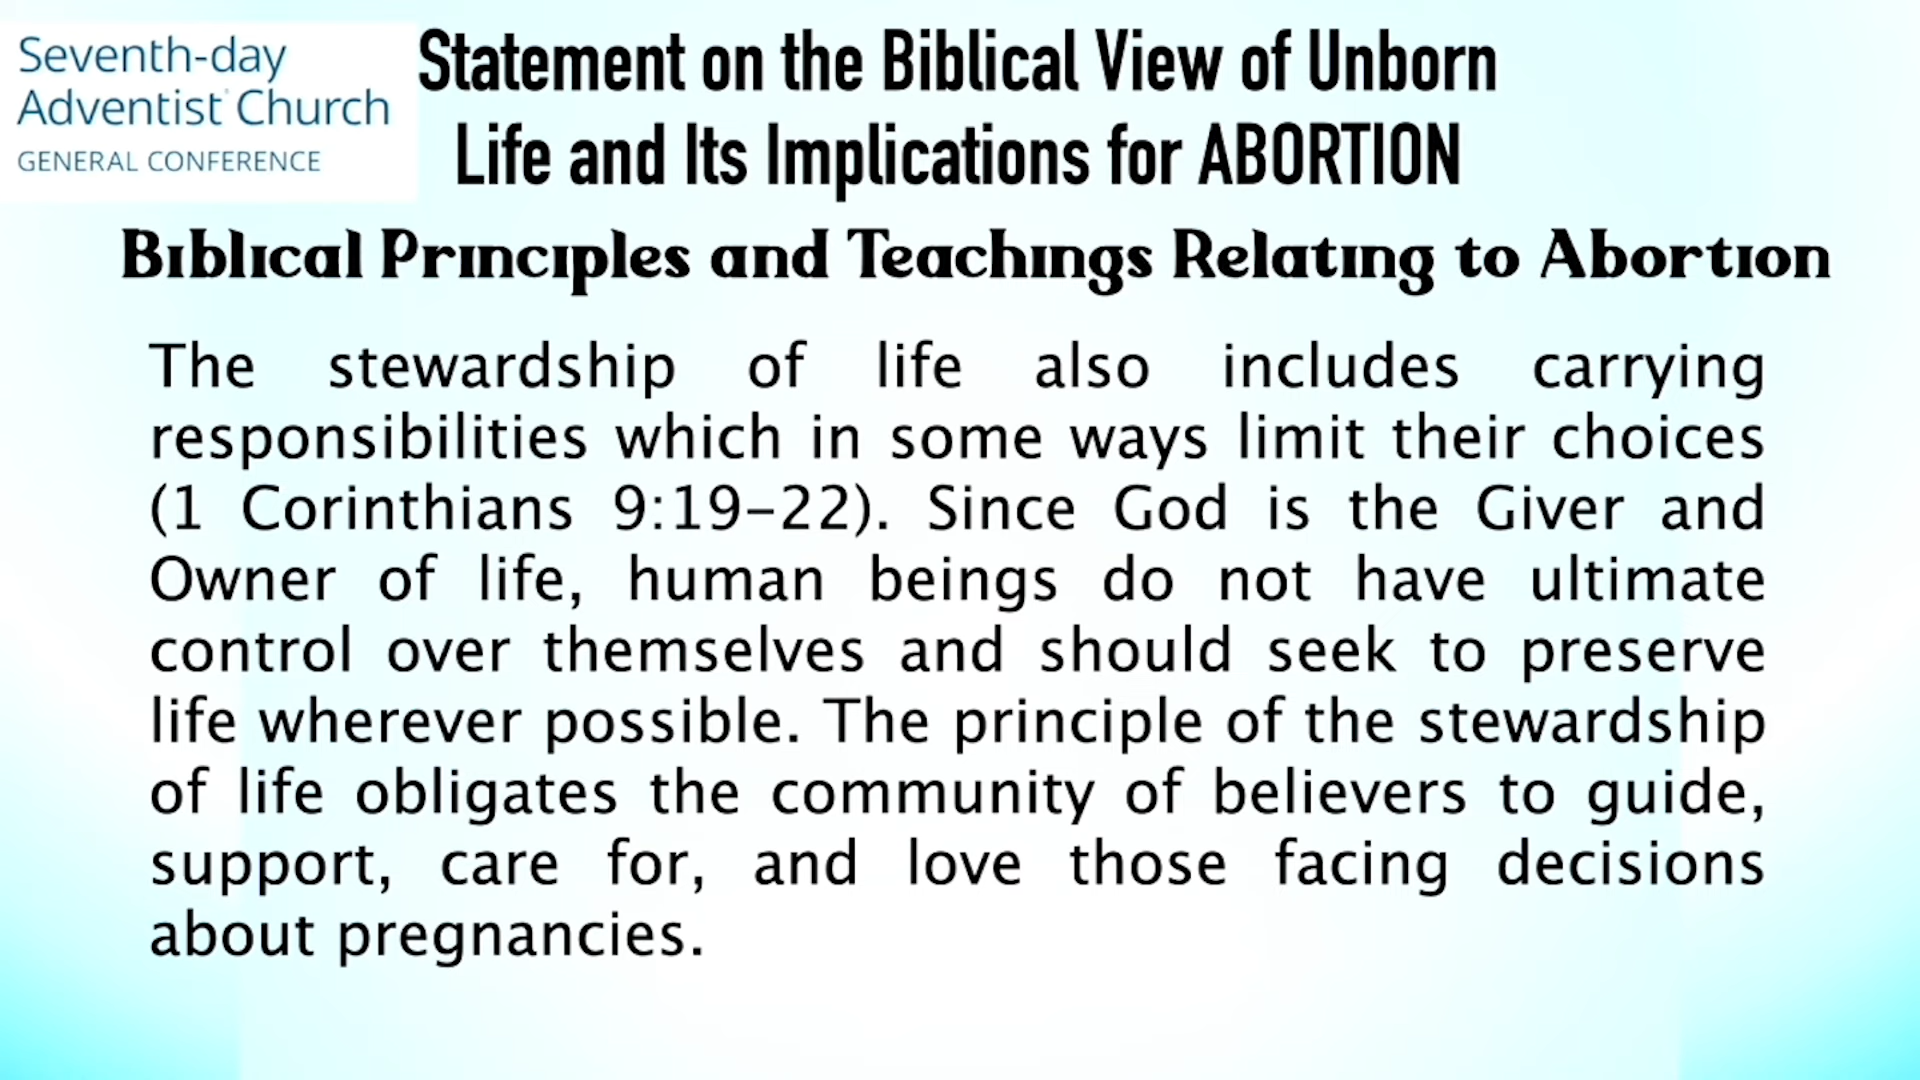 Seventh-day
Adventist Church
GENERAL CONFERENCE
Statement on the Biblical View of Unborn
Life and Its Implications for ABORTION
Biblical Principles and Teachings Relating to Abortion
The stewardship of life also includes carrying
responsibilities which in some ways limit their choices
(1 Corinthians 9:19–22). Since God is the Giver and
Owner of life, human beings do not have ultimate
control over themselves and should seek to preserve
life wherever possible. The principle of the stewardship
of life obligates the community of believers to guide,
support, care for, and love those facing decisions
about pregnancies.